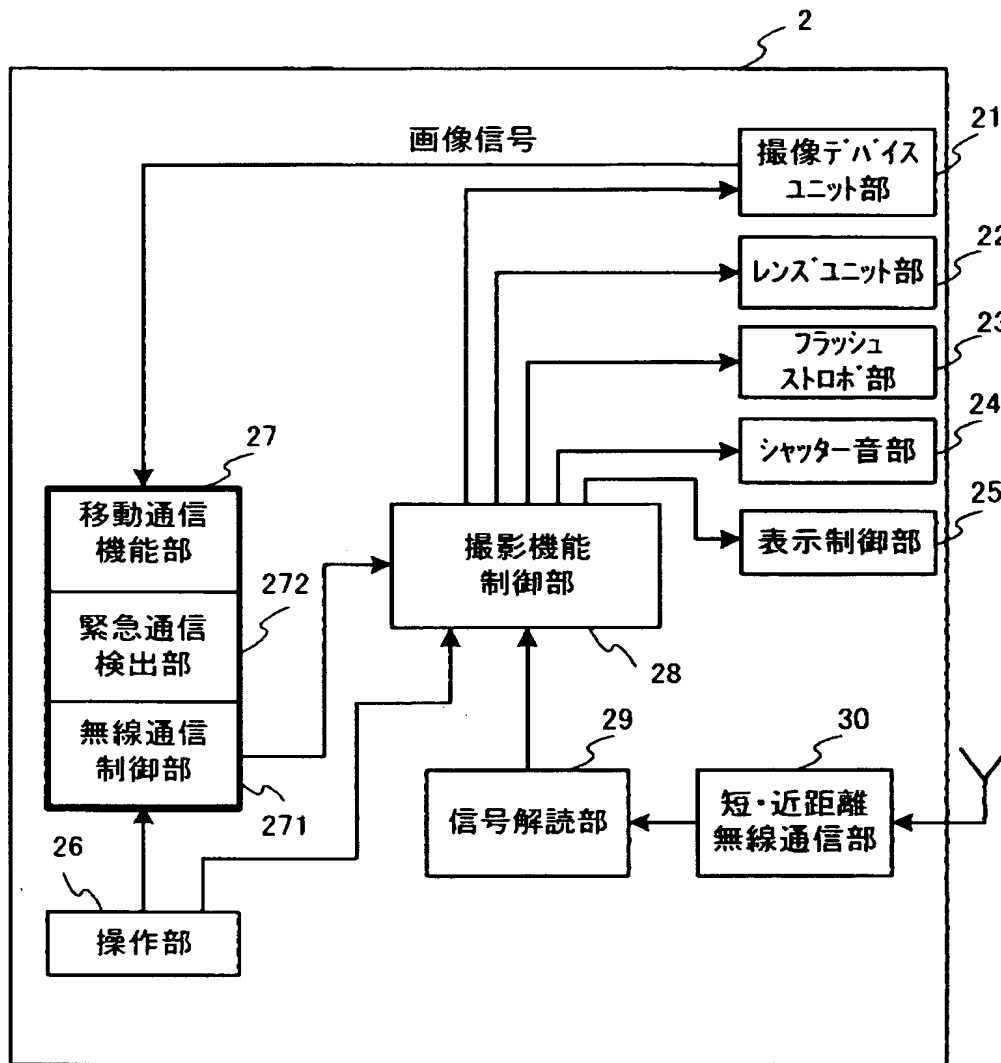 2
画像信号
21
撮像デバイス
ユニット部
22
レンズユニット部
23
フラッシュ
ストロボ部
24
シャッター音部
25
表示制御部
27
移動通信
機能部
272
緊急通信
検出部
無線通信
制御部
271
撮影機能
制御部
28
29
信号解読部
30
短・近距離
無線通信部
26
操作部